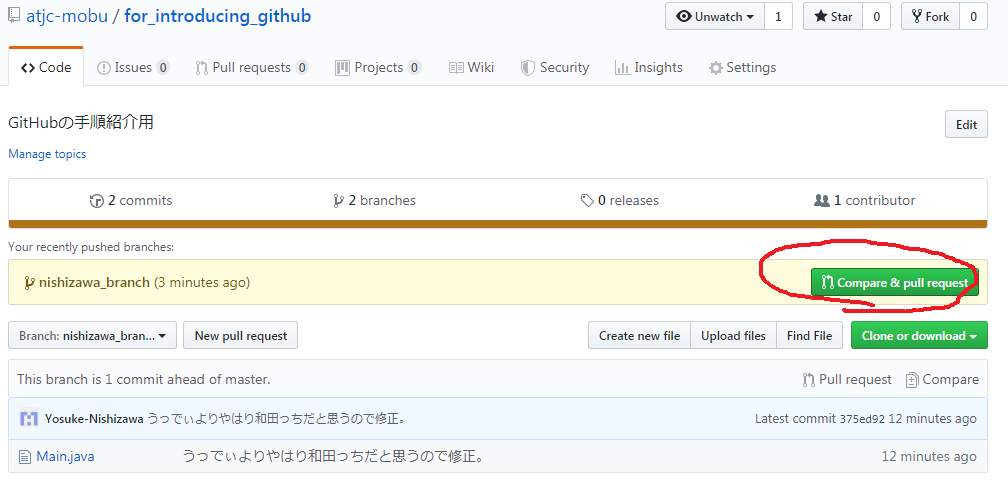 atjc-mobu / for_introducing_github Unwatch 1 Star 0 Fork 0
Code Issues 0 Pull requests 0 Projects 0 Wiki Security Insights Settings
GitHubの手順紹介用 Edit
Manage topics
2 commits 2 branches 0 releases 1 contributor
Your recently pushed branches:
nishizawa_branch (3 minutes ago) Compare & pull request
Branch: nishizawa_bran... New pull request Create new file Upload files Find File Clone or download
This branch is 1 commit ahead of master. Pull request Compare
Yosuke-Nishizawa うっでぃよりやはり和田っちだと思うので修正。 Latest commit 375ed92 12 minutes ago
Main.java うっでぃよりやはり和田っちだと思うので修正。 12 minutes ago